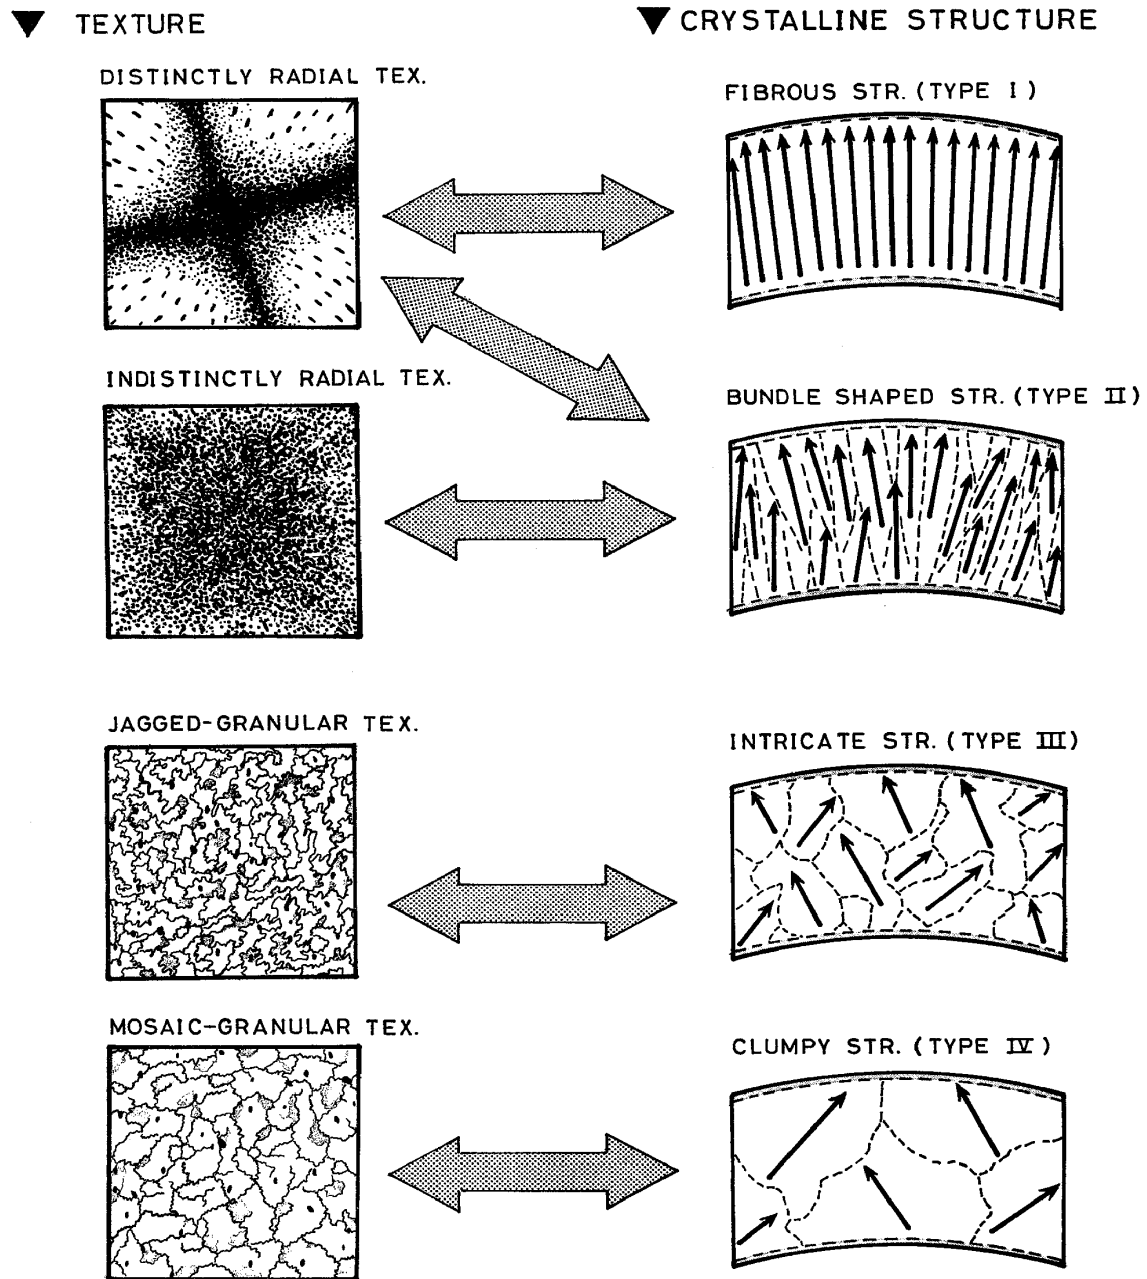 ▼ TEXTURE
▼ CRYSTALLINE STRUCTURE
DISTINCTLY RADIAL TEX.
FIBROUS STR. (TYPE I)
INDISTINCTLY RADIAL TEX.
BUNDLE SHAPED STR. (TYPE II)
JAGGED-GRANULAR TEX.
INTRICATE STR. (TYPE III)
MOSAIC-GRANULAR TEX.
CLUMPY STR. (TYPE IV)